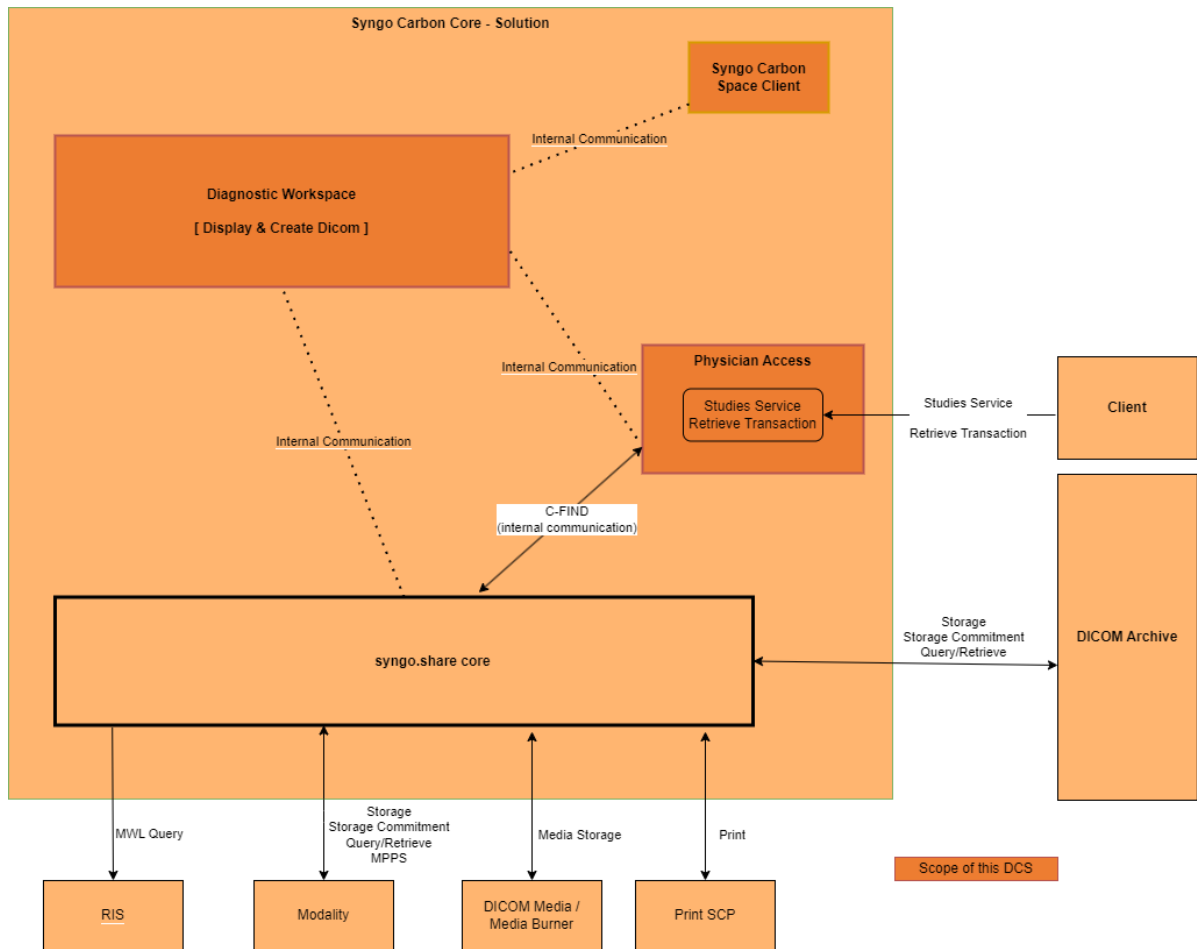 Syngo Carbon Core - Solution
Syngo Carbon
Space Client
Internal Communication
Diagnostic Workspace
[ Display & Create Dicom ]
Internal Communication
Physician Access
Studies Service
Retrieve Transaction
Studies Service
Retrieve Transaction
Client
Internal Communication
C-FIND
(internal communication)
syngo.share core
Storage
Storage Commitment
Query/Retrieve
DICOM Archive
MWL Query
Storage
Storage Commitment
Query/Retrieve
MPPS
Media Storage
Print
Scope of this DCS
RIS
Modality
DICOM Media /
Media Burner
Print SCP